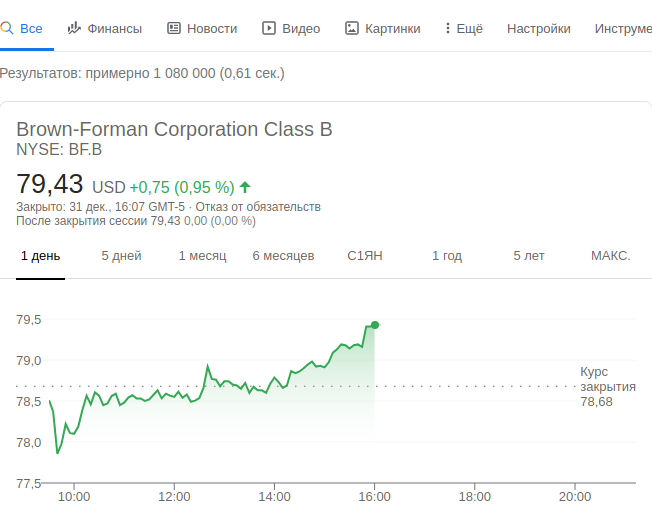 Все Финансы Новости Видео Картинки Ещё Настройки Инструме
Результатов: примерно 1 080 000 (0,61 сек.)
Brown-Forman Corporation Class B
NYSE: BF.B
79,43 USD +0,75 (0,95 %)
Закрыто: 31 дек., 16:07 GMT-5 · Отказ от обязательств
После закрытия сессии 79,43 0,00 (0,00 %)
1 день 5 дней 1 месяц 6 месяцев С1ЯН 1 год 5 лет МАКС.
79,5
79,0
78,5
78,0
77,5
Курс
закрытия
78,68
10:00 12:00 14:00 16:00 18:00 20:00